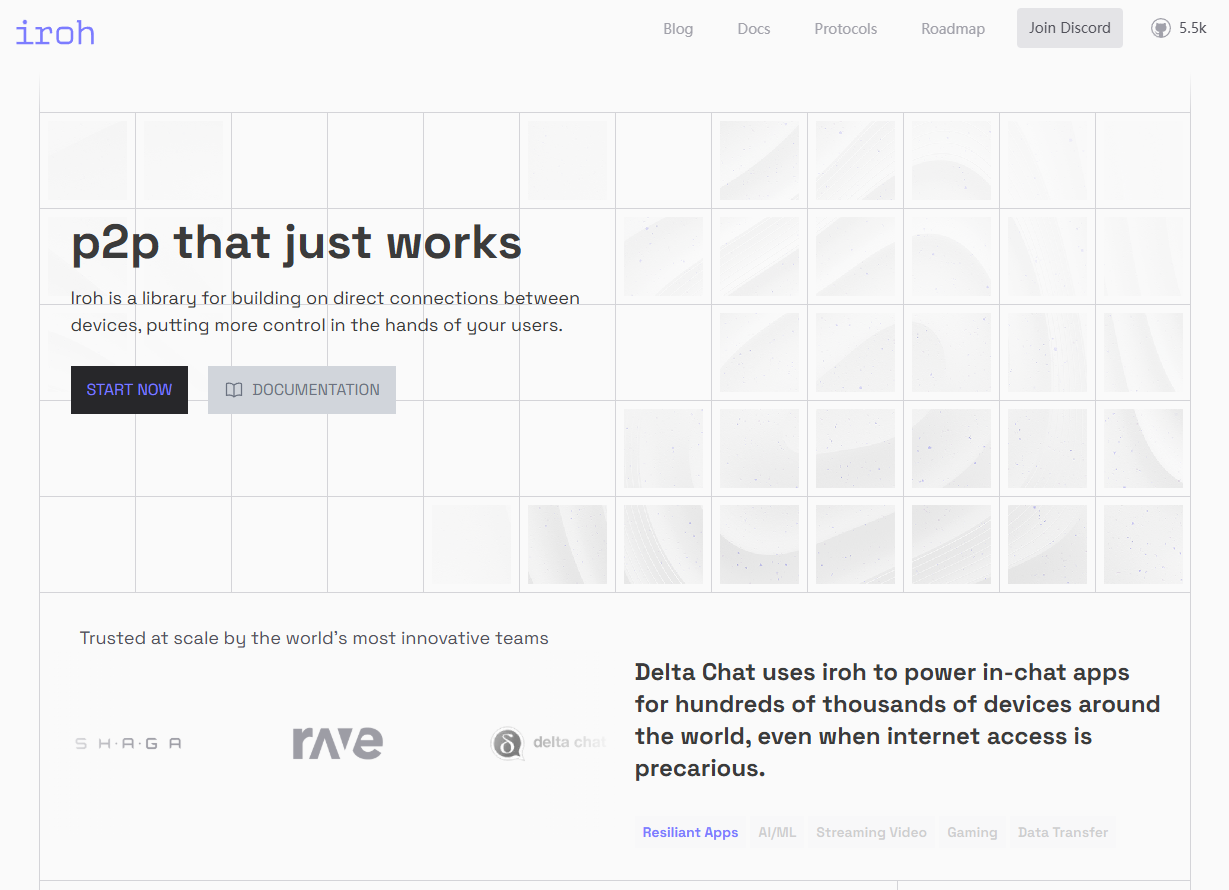 iroh
Blog Docs Protocols Roadmap Join Discord 5.5k
p2p that just works
Iroh is a library for building on direct connections between
devices, putting more control in the hands of your users.
START NOW DOCUMENTATION
Trusted at scale by the world's most innovative teams
Delta Chat uses iroh to power in-chat apps
for hundreds of thousands of devices around
the world, even when internet access is
precarious.
SH·A·GA rave delta chat
Resiliant Apps AI/ML Streaming Video Gaming Data Transfer